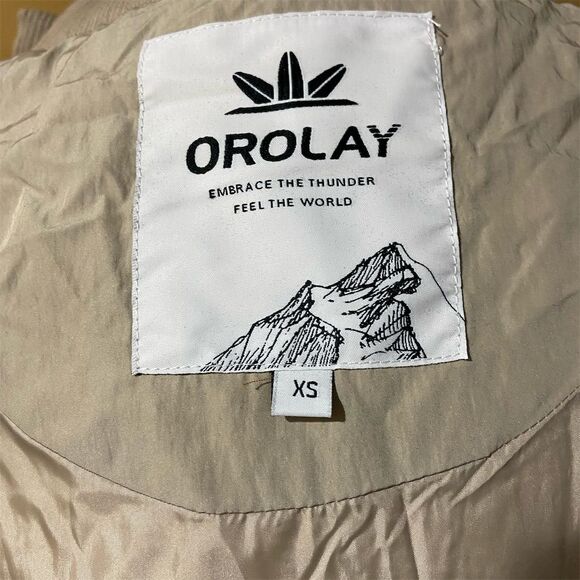 OROLAY
EMBRACE THE THUNDER
FEEL THE WORLD
XS